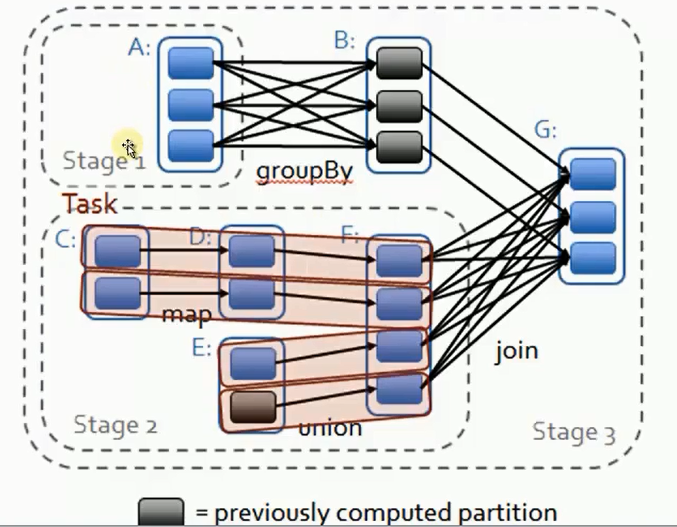 A:
B:
G:
Stage 1
groupBy
Task
C:
D:
F:
map
E:
join
Stage 2
union
Stage 3
= previously computed partition